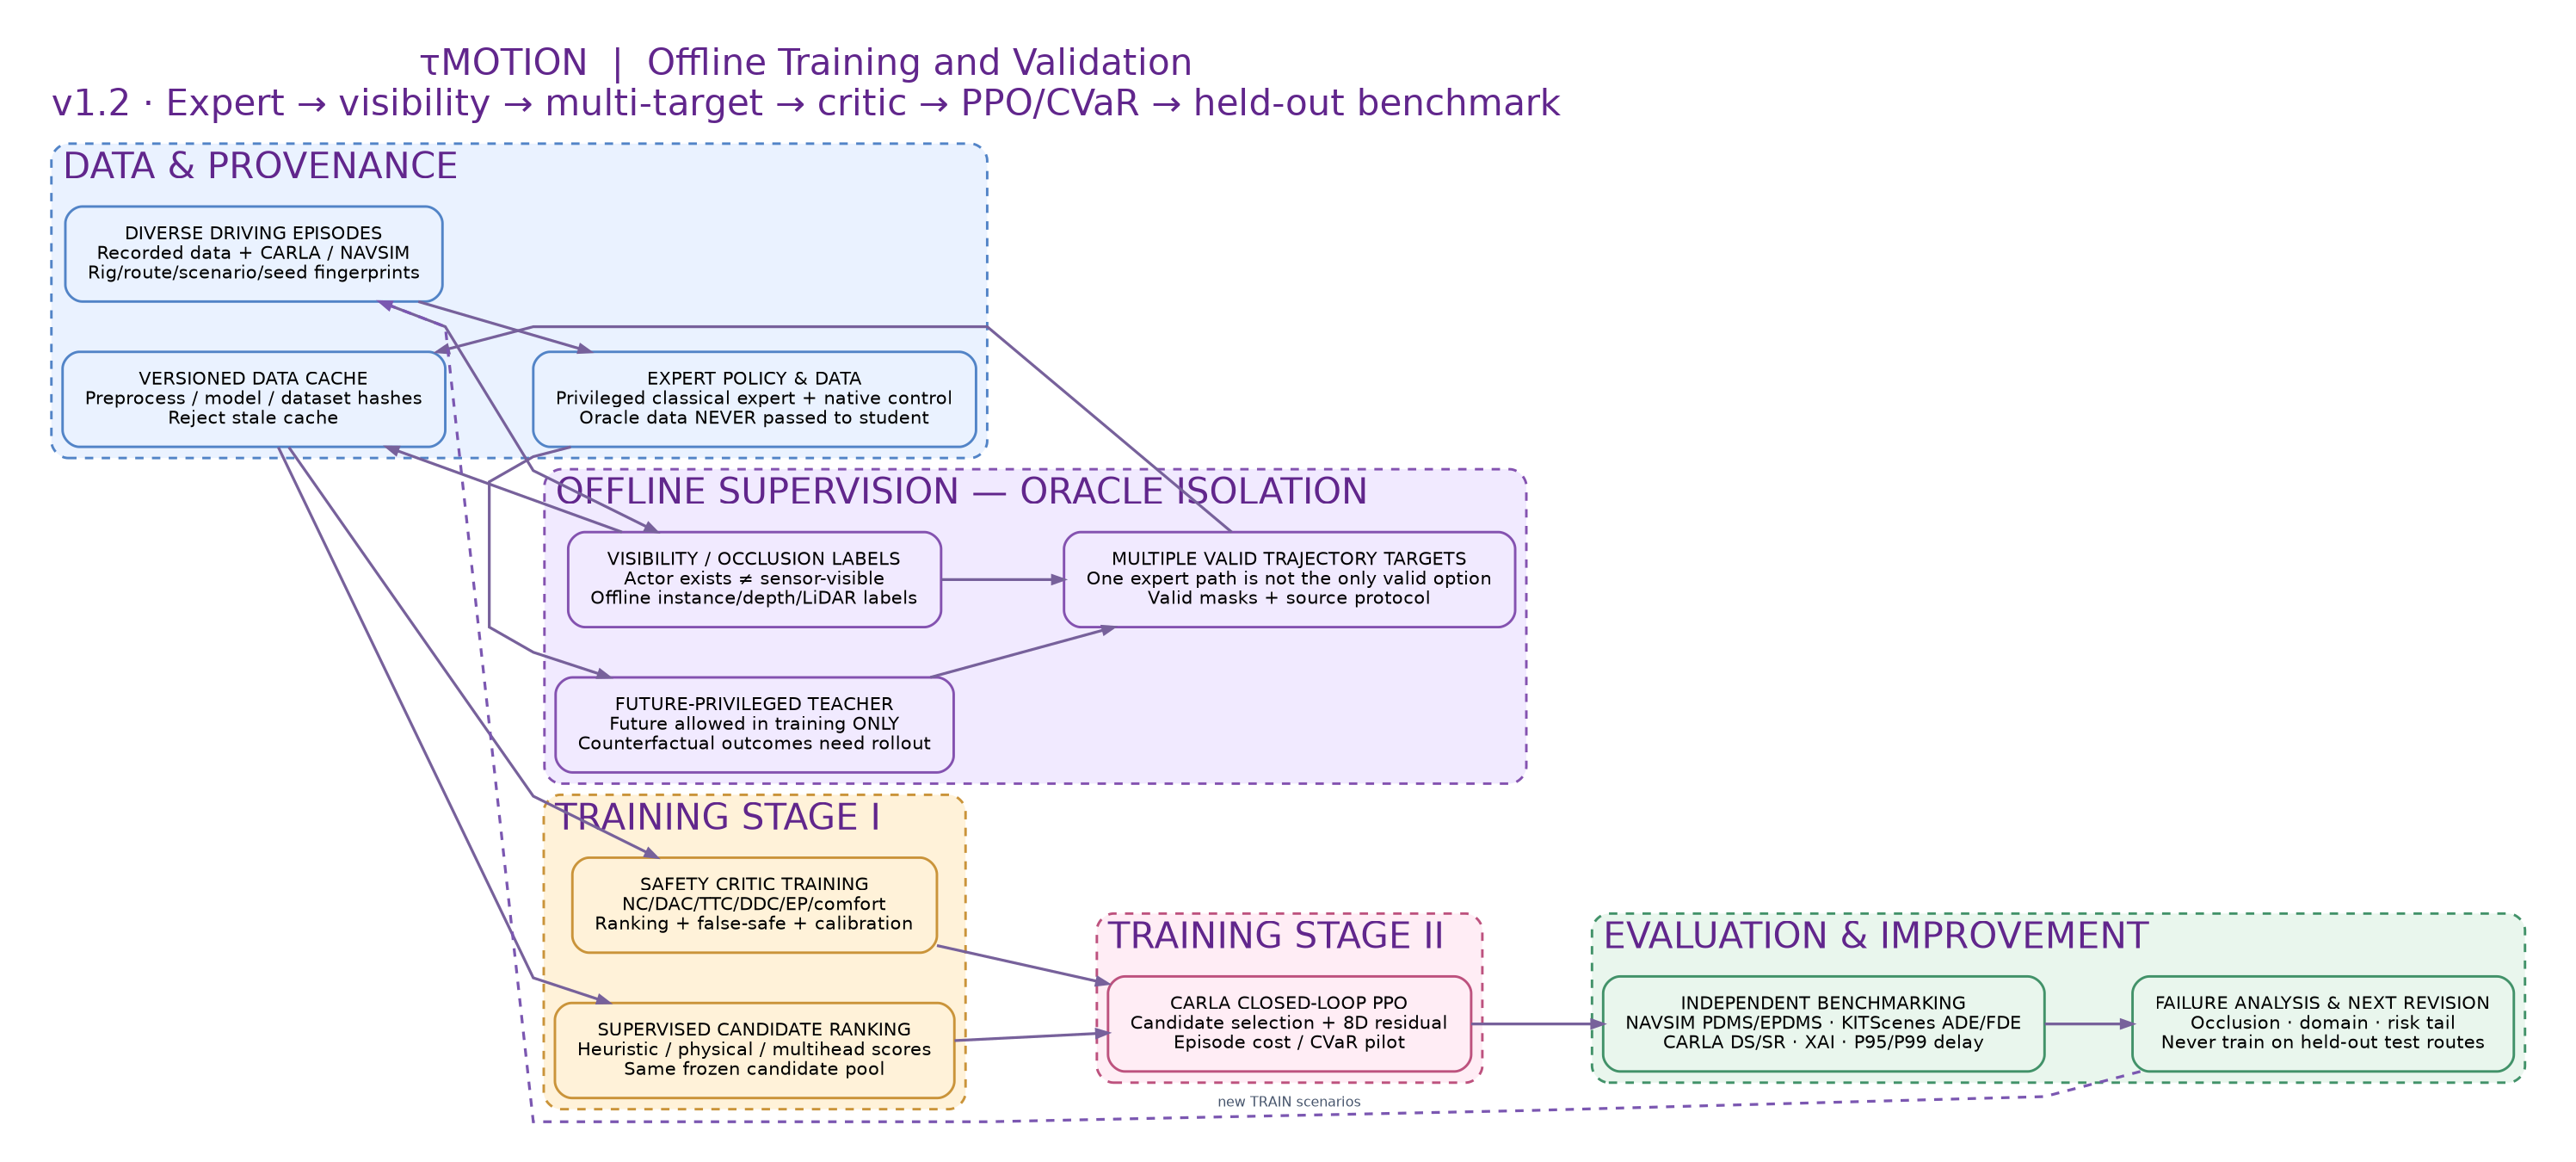 τMOTION | Offline Training and Validation
v1.2 · Expert → visibility → multi-target → critic → PPO/CVaR → held-out benchmark
DATA & PROVENANCE
DIVERSE DRIVING EPISODES
Recorded data + CARLA / NAVSIM
Rig/route/scenario/seed fingerprints
VERSIONED DATA CACHE
Preprocess / model / dataset hashes
Reject stale cache
EXPERT POLICY & DATA
Privileged classical expert + native control
Oracle data NEVER passed to student
OFFLINE SUPERVISION — ORACLE ISOLATION
VISIBILITY / OCCLUSION LABELS
Actor exists ≠ sensor-visible
Offline instance/depth/LiDAR labels
MULTIPLE VALID TRAJECTORY TARGETS
One expert path is not the only valid option
Valid masks + source protocol
FUTURE-PRIVILEGED TEACHER
Future allowed in training ONLY
Counterfactual outcomes need rollout
TRAINING STAGE I
SAFETY CRITIC TRAINING
NC/DAC/TTC/DDC/EP/comfort
Ranking + false-safe + calibration
SUPERVISED CANDIDATE RANKING
Heuristic / physical / multihead scores
Same frozen candidate pool
TRAINING STAGE II
CARLA CLOSED-LOOP PPO
Candidate selection + 8D residual
Episode cost / CVaR pilot
EVALUATION & IMPROVEMENT
INDEPENDENT BENCHMARKING
NAVSIM PDMS/EPDMS · KITScenes ADE/FDE
CARLA DS/SR · XAI · P95/P99 delay
FAILURE ANALYSIS & NEXT REVISION
Occlusion · domain · risk tail
Never train on held-out test routes
new TRAIN scenarios